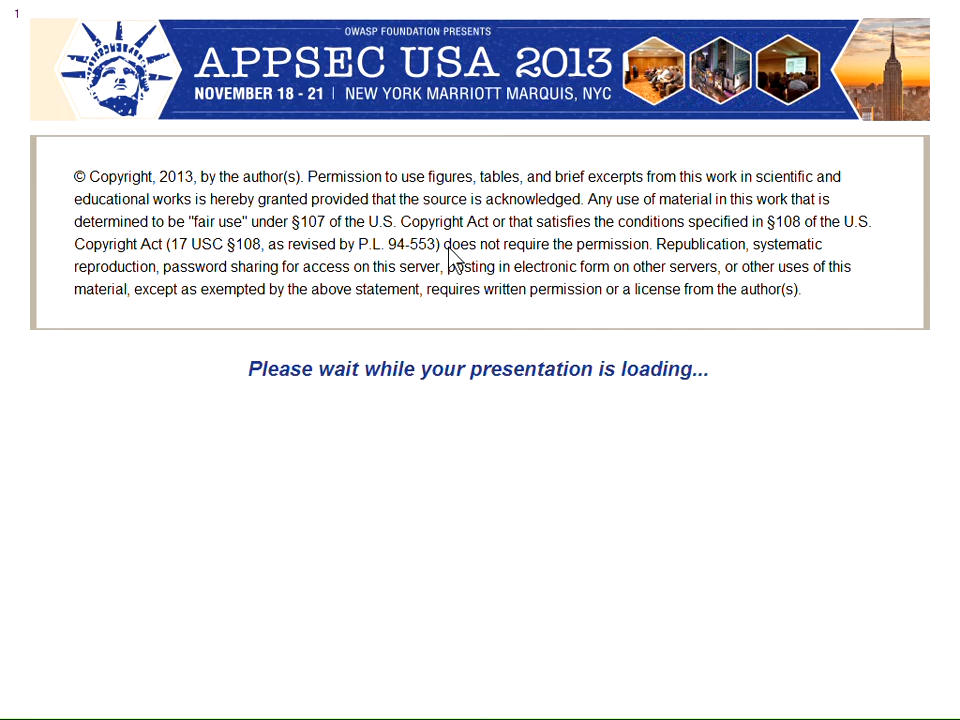 1
OWASP FOUNDATION PRESENTS
APPSEC USA 2013
NOVEMBER 18 - 21 | NEW YORK MARRIOTT MARQUIS, NYC
© Copyright, 2013, by the author(s). Permission to use figures, tables, and brief excerpts from this work in scientific and
educational works is hereby granted provided that the source is acknowledged. Any use of material in this work that is
determined to be "fair use" under §107 of the U.S. Copyright Act or that satisfies the conditions specified in §108 of the U.S.
Copyright Act (17 USC §108, as revised by P.L. 94-553) does not require the permission. Republication, systematic
reproduction, password sharing for access on this server, posting in electronic form on other servers, or other uses of this
material, except as exempted by the above statement, requires written permission or a license from the author(s).
Please wait while your presentation is loading...